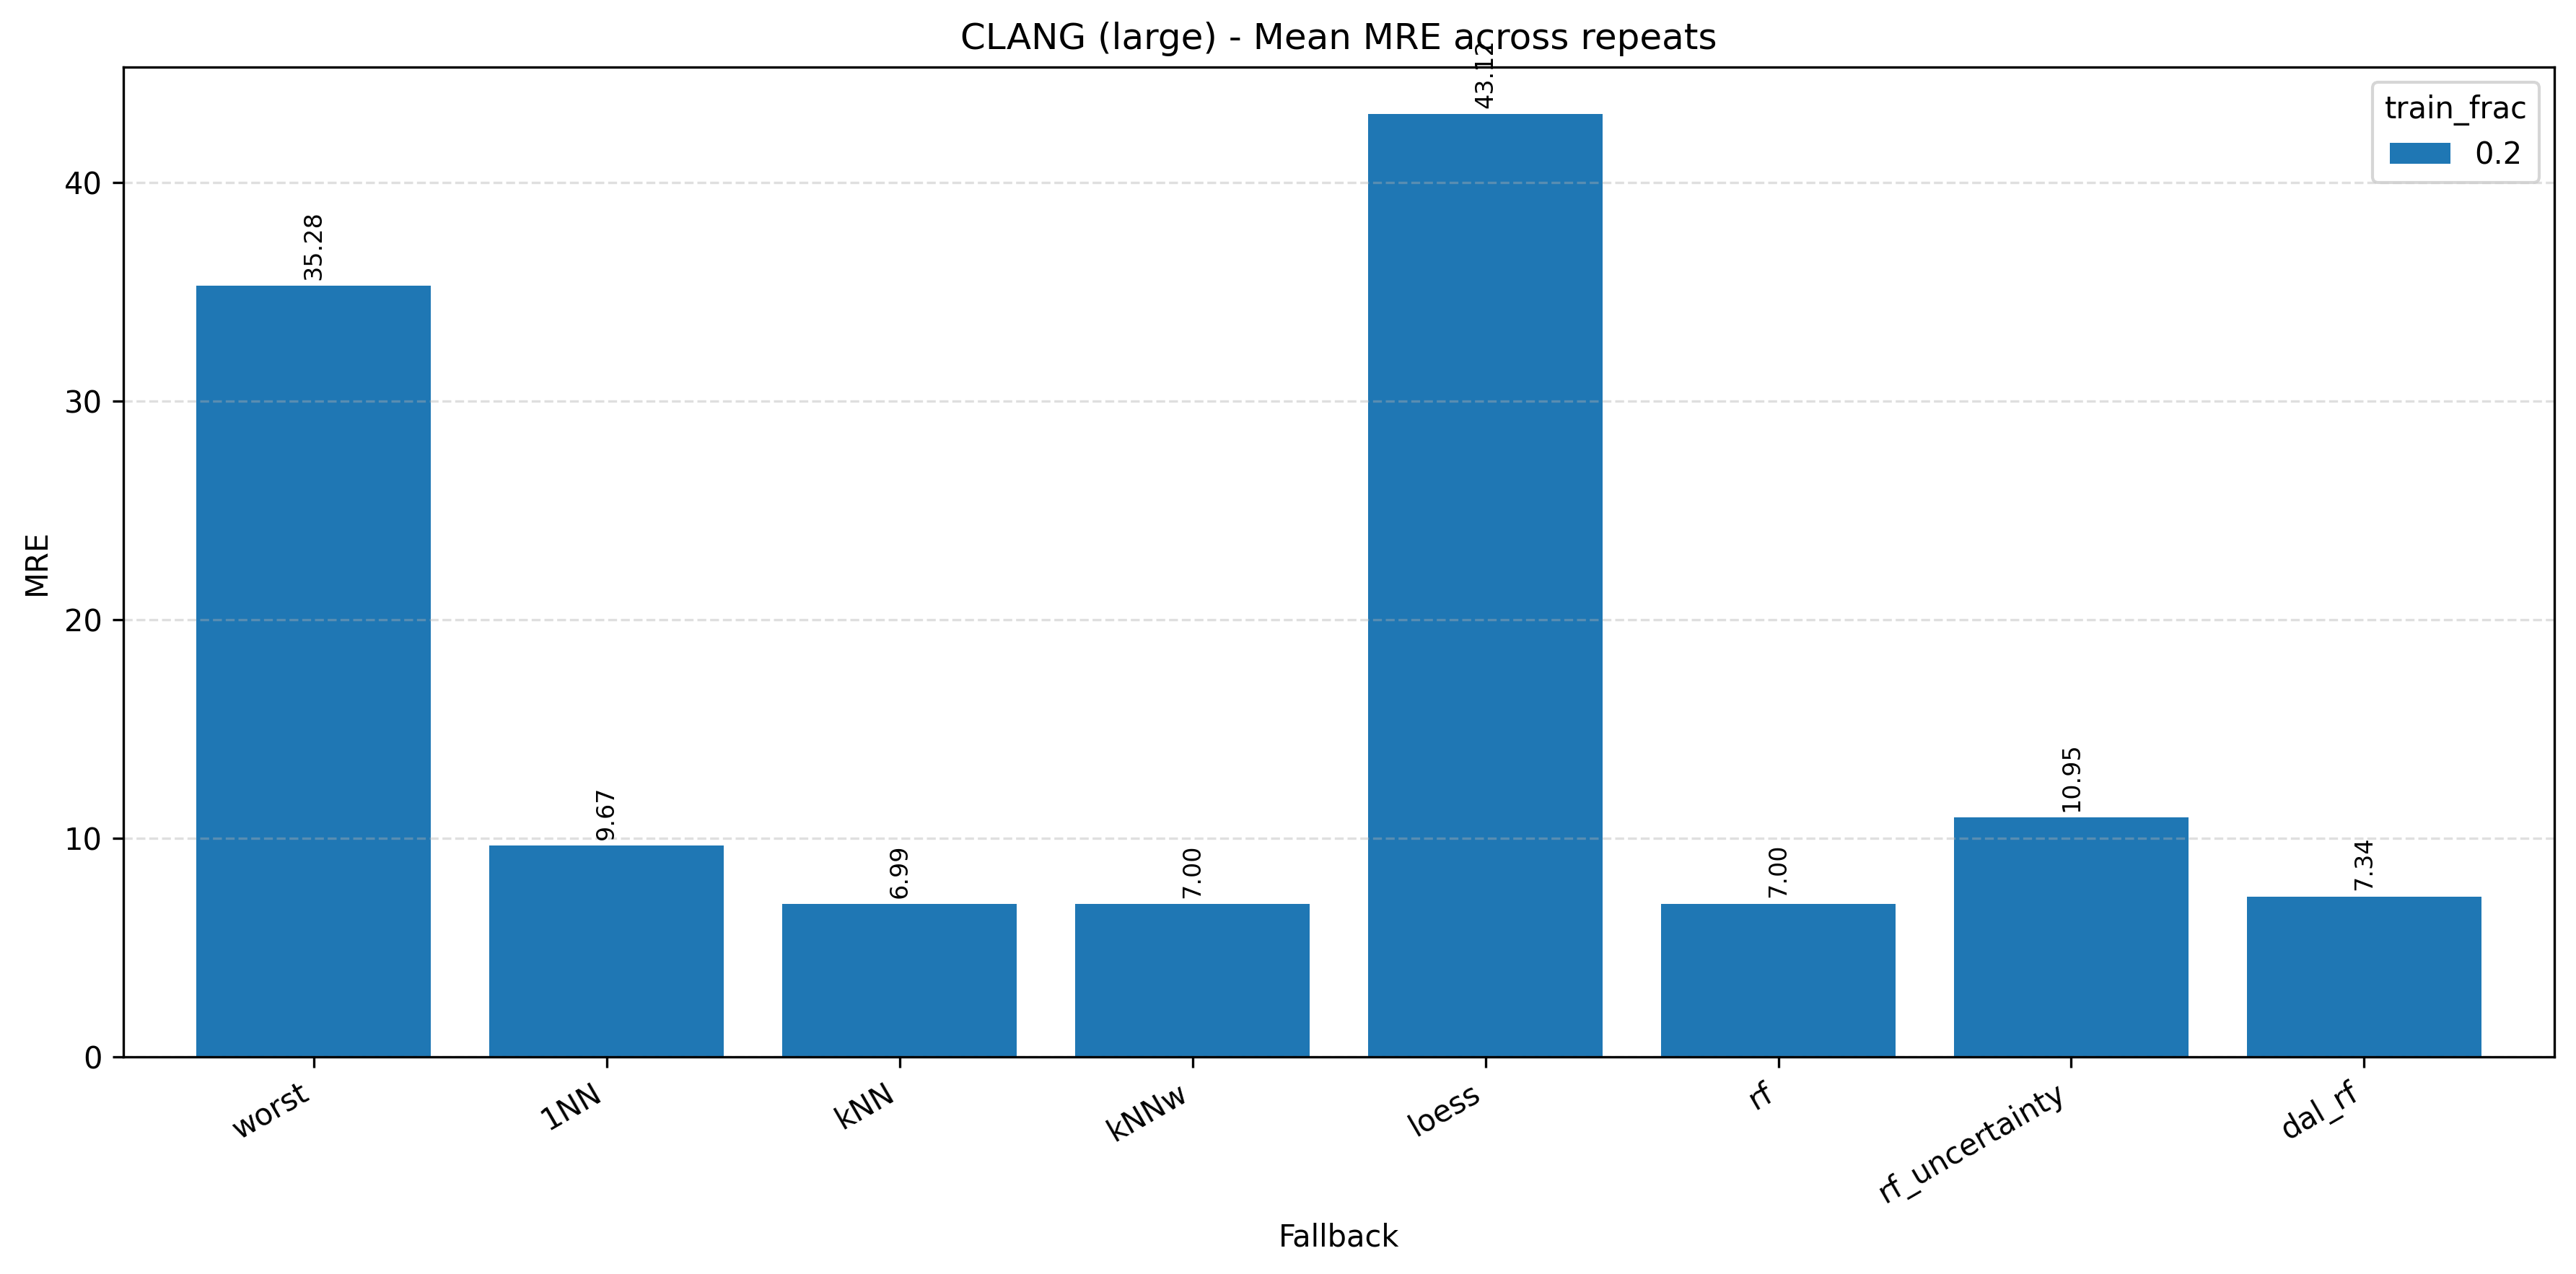 CLANG (large) - Mean MRE across repeats
train_frac
0.2
MRE
40
30
20
10
0
35.28
9.67
6.99
7.00
43.12
7.00
10.95
7.34
worst
1NN
kNN
kNNw
loess
rf
rf_uncertainty
dal_rf
Fallback